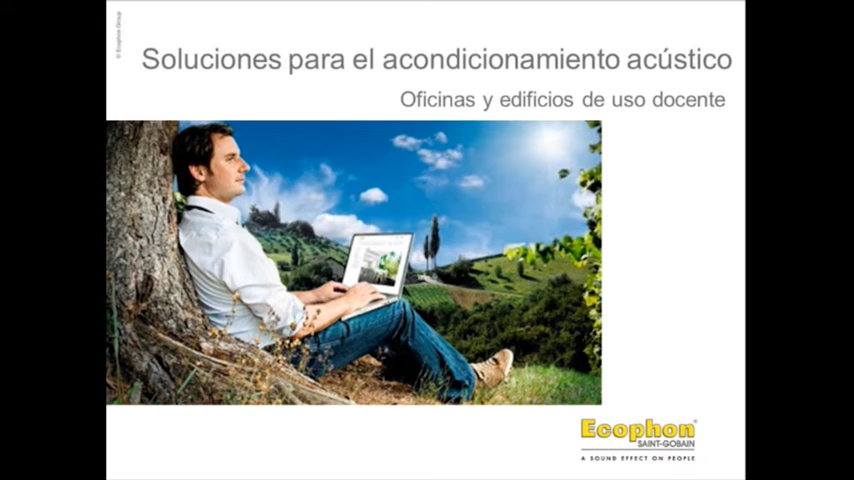 © Ecophon Group
Soluciones para el acondicionamiento acústico
Oficinas y edificios de uso docente
Ecophon®
SAINT-GOBAIN
A SOUND EFFECT ON PEOPLE